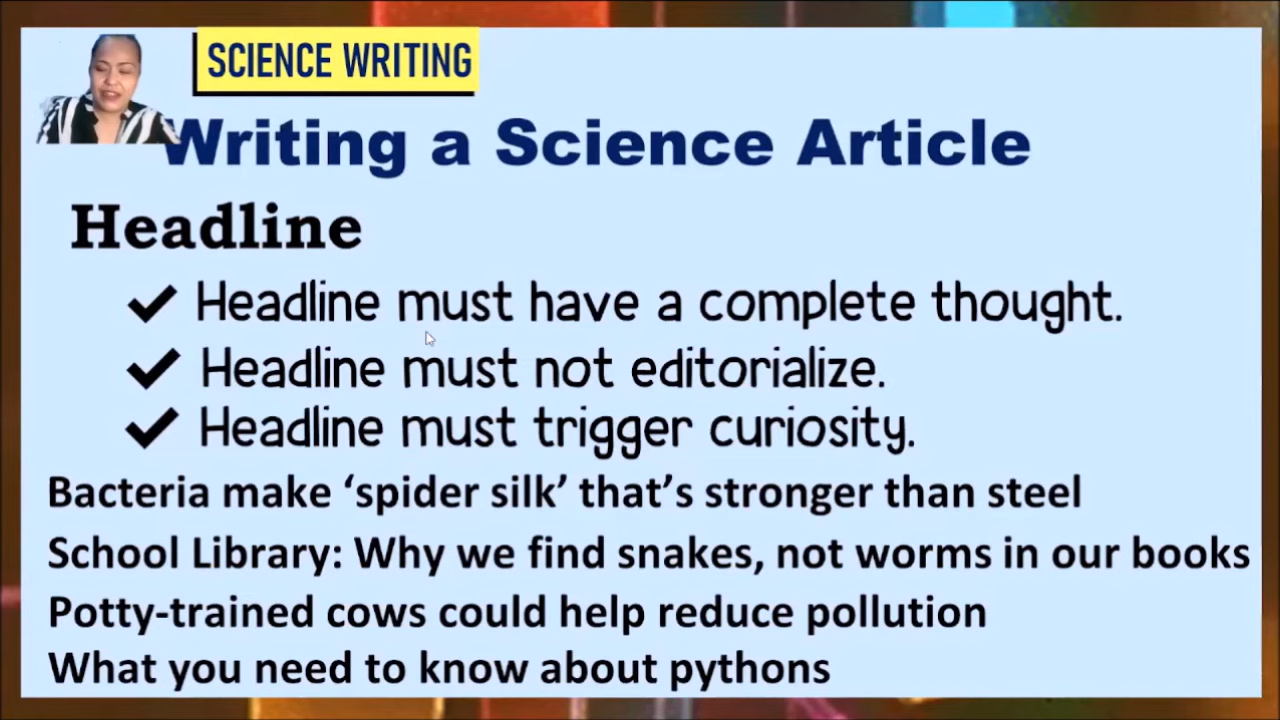 SCIENCE WRITING
Writing a Science Article
Headline
Headline must have a complete thought.
Headline must not editorialize.
Headline must trigger curiosity.
Bacteria make ‘spider silk’ that’s stronger than steel
School Library: Why we find snakes, not worms in our books
Potty-trained cows could help reduce pollution
What you need to know about pythons